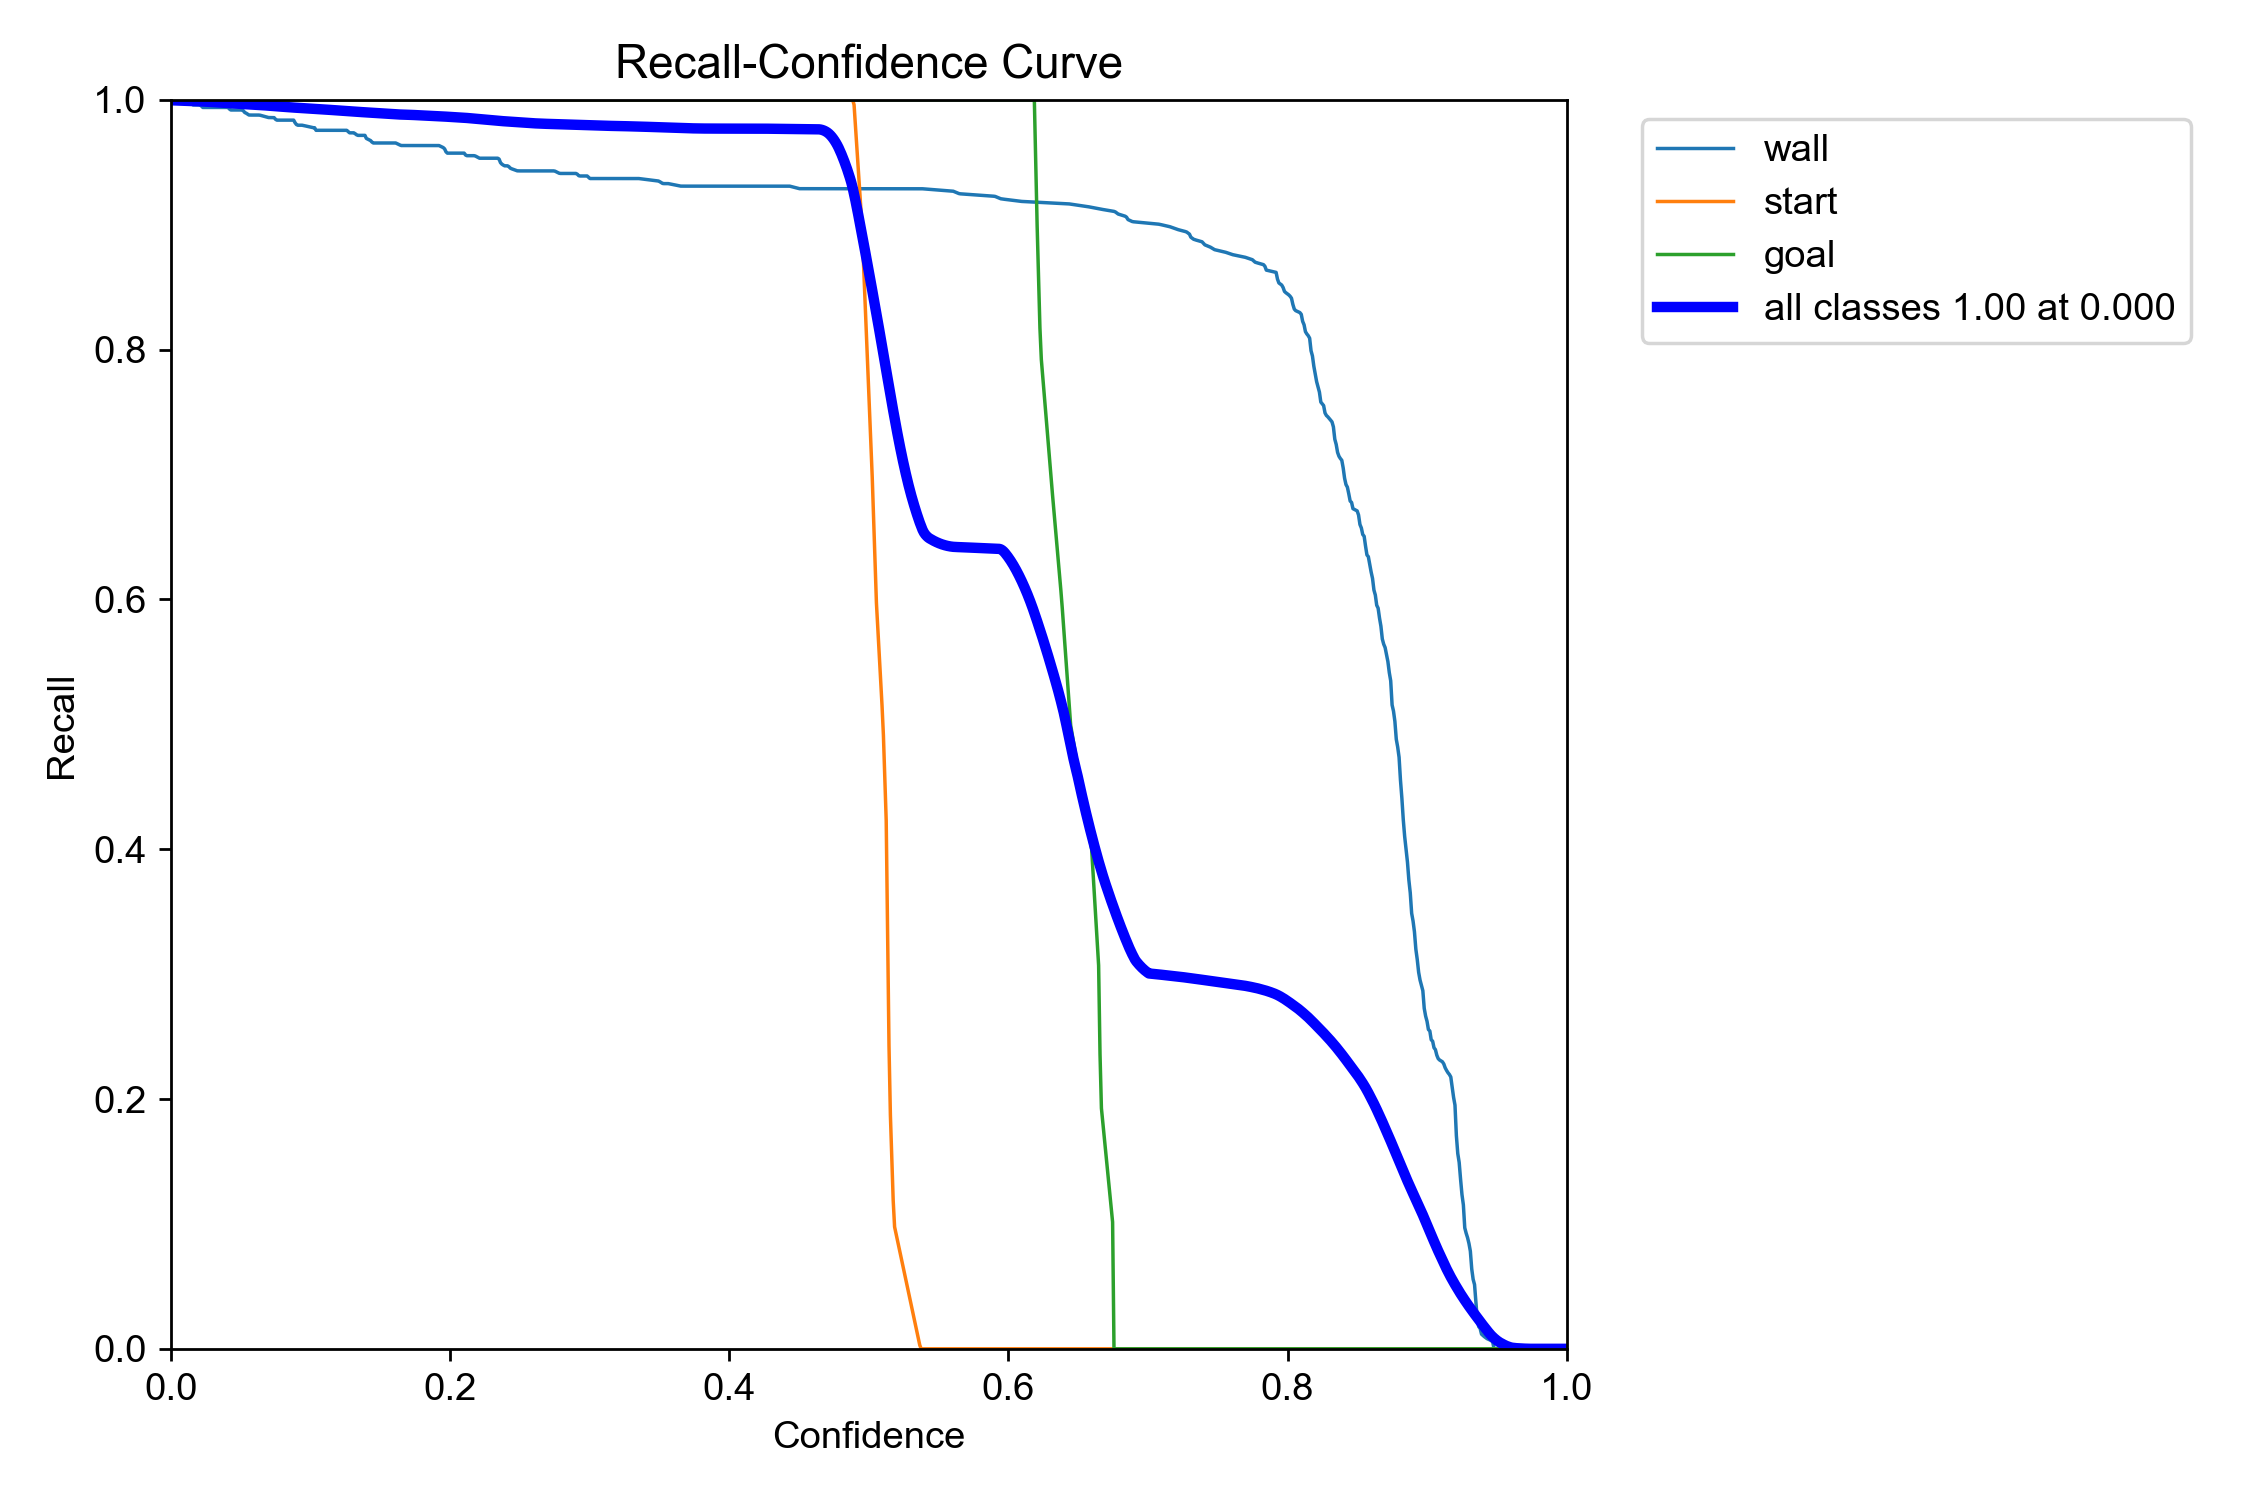 Recall-Confidence Curve
1.0
0.8
0.6
0.4
0.2
0.0
Recall
0.0 0.2 0.4 0.6 0.8 1.0
Confidence
wall
start
goal
all classes 1.00 at 0.000